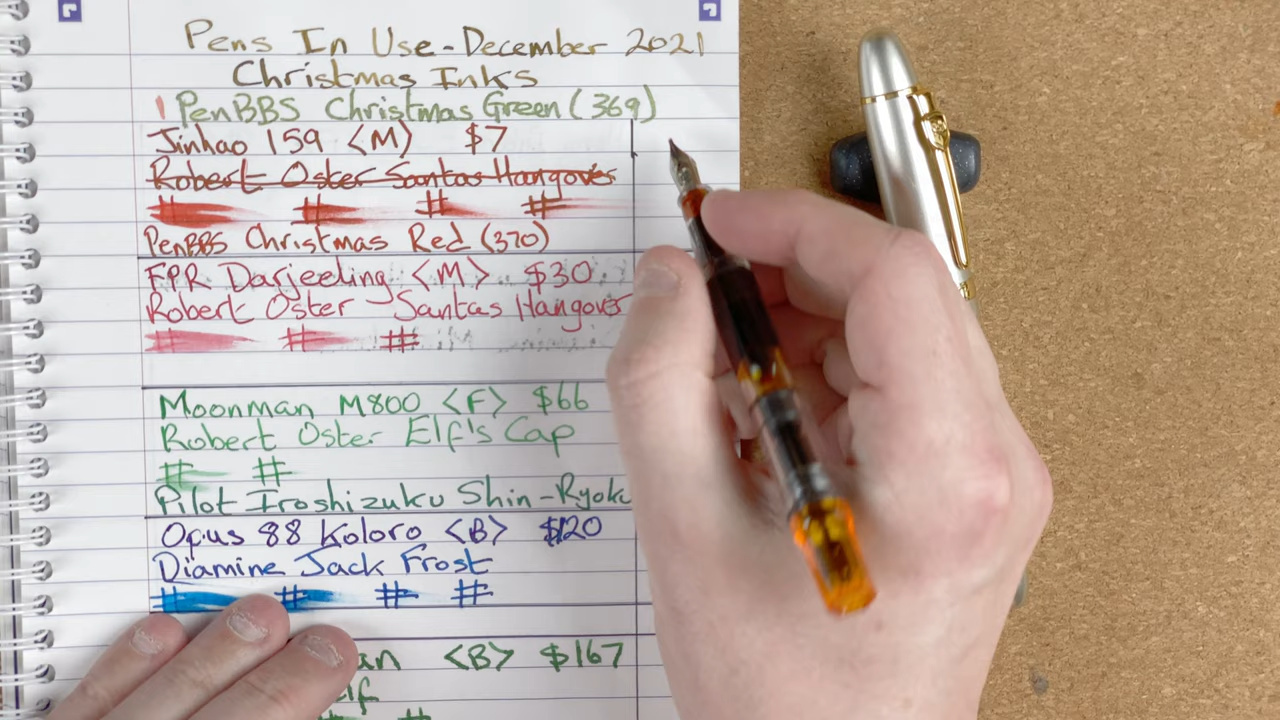 Pens In Use - December 2021
Christmas Inks
1 PenBBS Christmas Green (369)
Jinhao 159 <M> $7
Robert Oster Santas Hangover
# # # #
PenBBS Christmas Red (370)
FPR Darjeeling <M> $30
Robert Oster Santas Hangover
# # #
Moonman M800 <F> $66
Robert Oster Elf's Cap
# #
Pilot Iroshizuku Shin-Ryoku
Opus 88 Koloro <B> $120
Diamine Jack Frost
# # # #
<B> $167
#